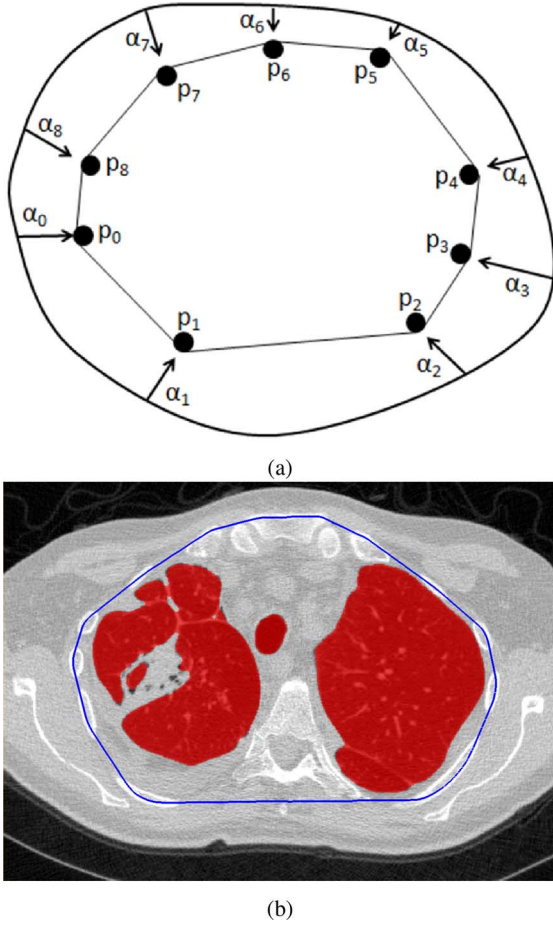 α₇ α₆ α₅
p₇ p₆ p₅
α₈ p₈ p₄ α₄
α₀ p₀ p₃ α₃
p₁ p₂
α₁ α₂
(a)
(b)